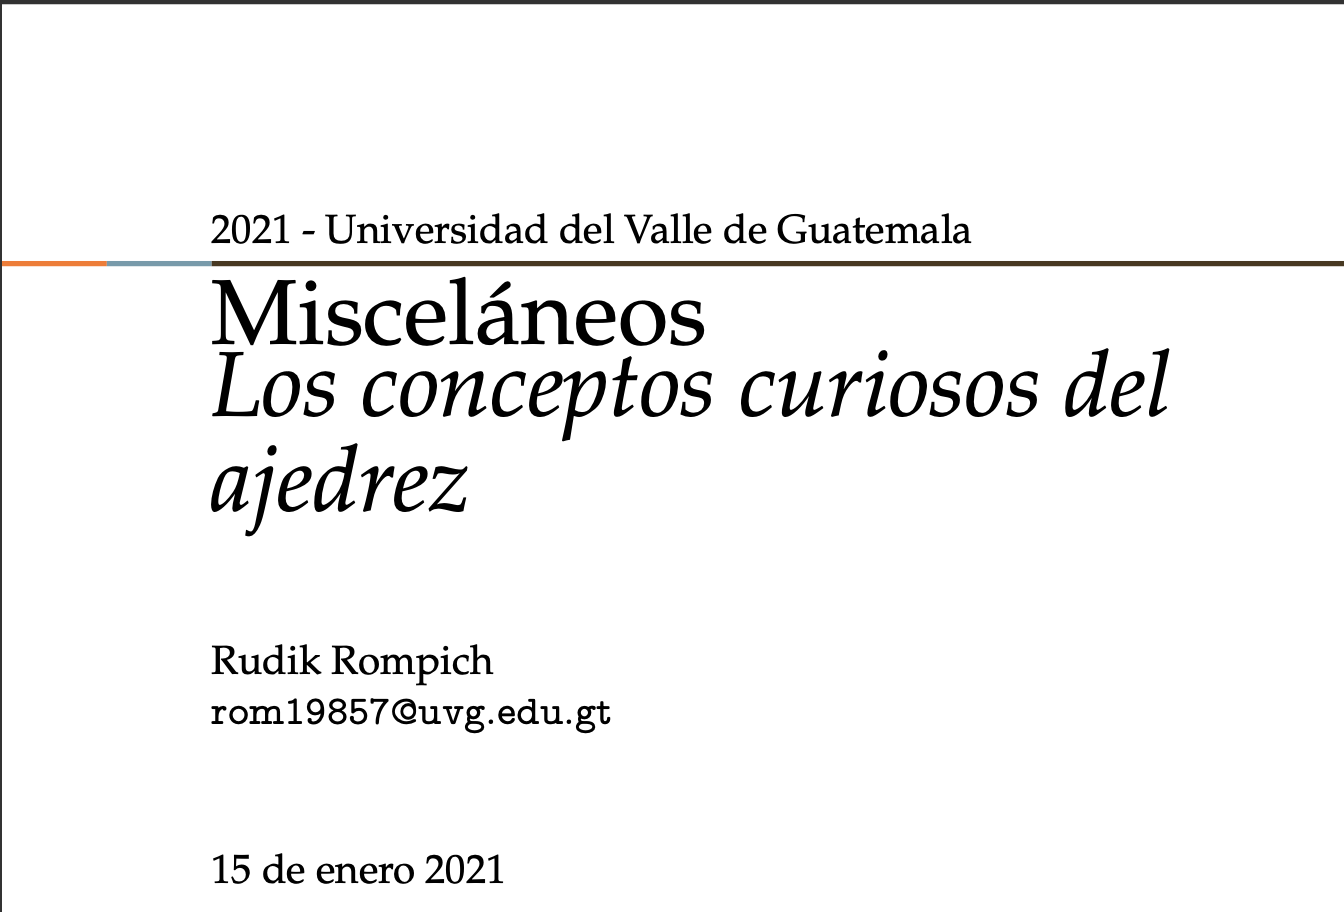 2021 - Universidad del Valle de Guatemala
Misceláneos
Los conceptos curiosos del
ajedrez
Rudik Rompich
rom19857@uvg.edu.gt
15 de enero 2021